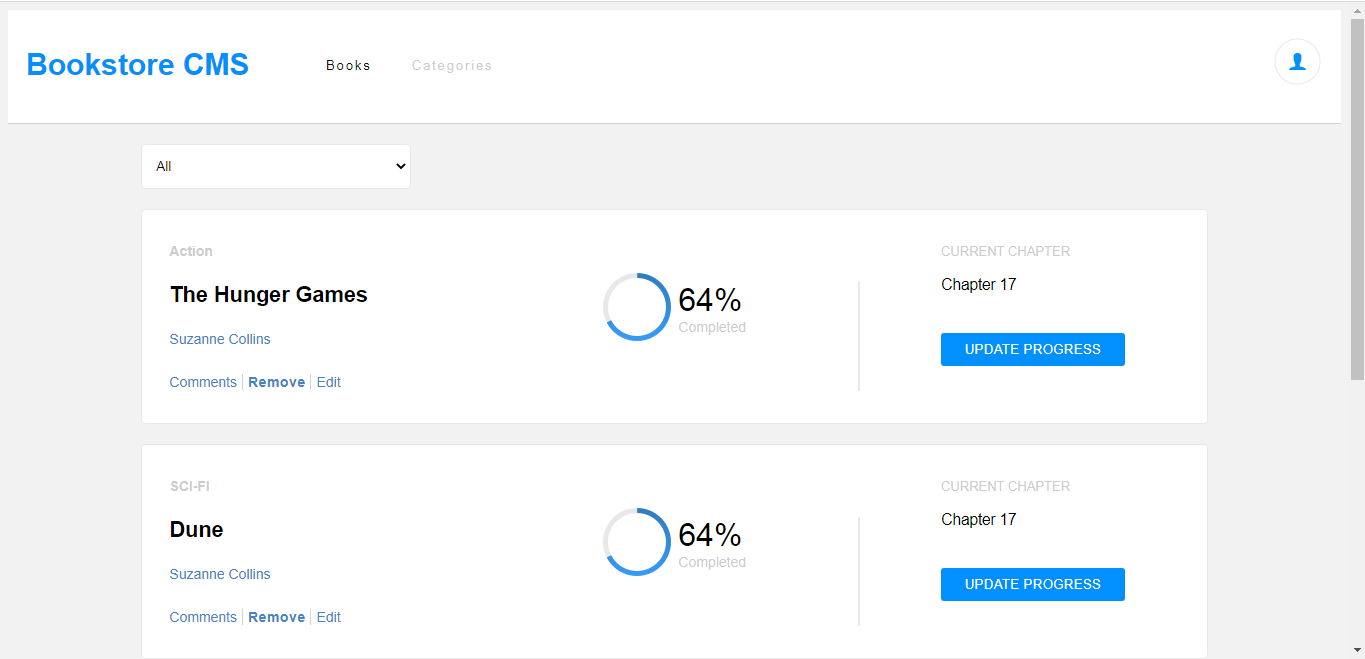 Bookstore CMS Books Categories
All
Action
The Hunger Games
Suzanne Collins
Comments Remove Edit
64%
Completed
CURRENT CHAPTER
Chapter 17
UPDATE PROGRESS
SCI-FI
Dune
Suzanne Collins
Comments Remove Edit
64%
Completed
CURRENT CHAPTER
Chapter 17
UPDATE PROGRESS